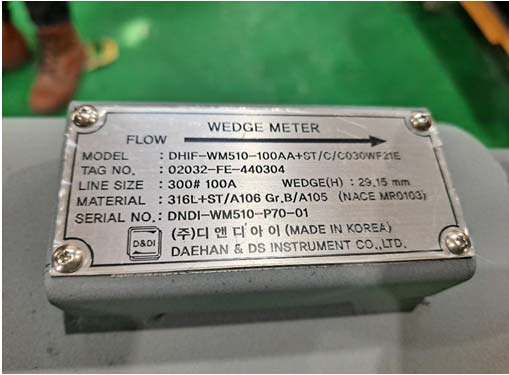 WEDGE METER
FLOW
MODEL : DHIF-WM510-100AA+ST/C/C030WF21E
TAG NO. : 02032-FE-440304
LINE SIZE : 300# 100A WEDGE(H) : 29.15 mm
MATERIAL : 316L+ST/A106 Gr.B/A105 (NACE MR0103)
SERIAL NO. : DNDI-WM510-P70-01
D&DI (주)디앤디아이 (MADE IN KOREA)
DAEHAN & DS INSTRUMENT CO.,LTD.